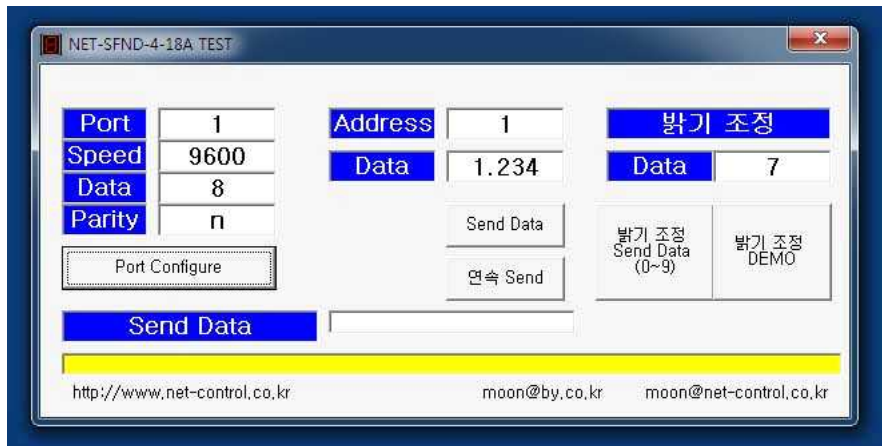 NET-SFND-4-18A TEST
Port 1 Address 1 밝기 조정
Speed 9600 Data 1.234 Data 7
Data 8
Parity n
Port Configure
Send Data
연속 Send
밝기 조정
Send Data
(0~9)
밝기 조정
DEMO
Send Data
http://www.net-control.co.kr moon@by.co.kr moon@net-control.co.kr